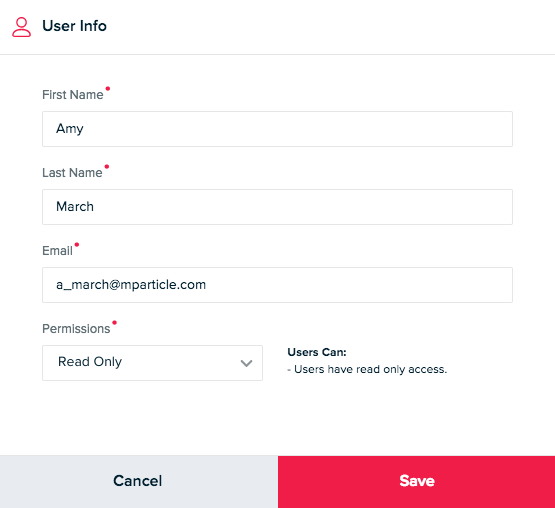 User Info
First Name*
Amy
Last Name*
March
Email*
a_march@mparticle.com
Permissions*
Read Only
Users Can:
- Users have read only access.
Cancel
Save